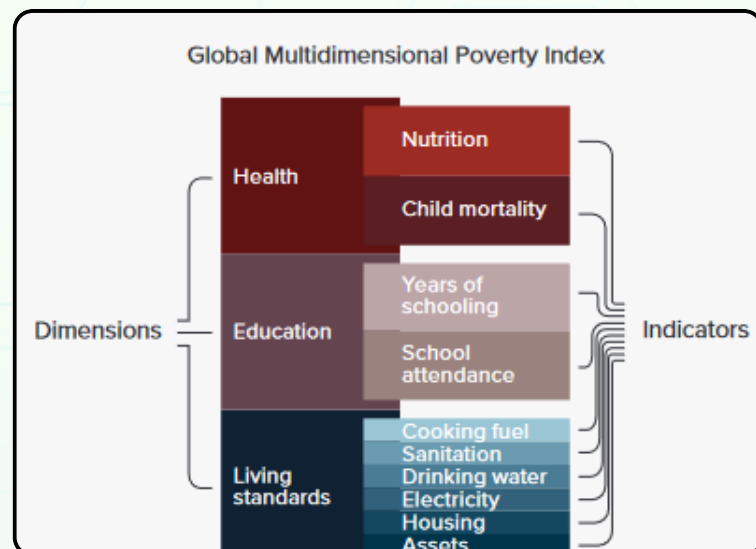 Global Multidimensional Poverty Index
Health
Nutrition
Child mortality
Dimensions
Education
Years of
schooling
School
attendance
Indicators
Living
standards
Cooking fuel
Sanitation
Drinking water
Electricity
Housing
Assets